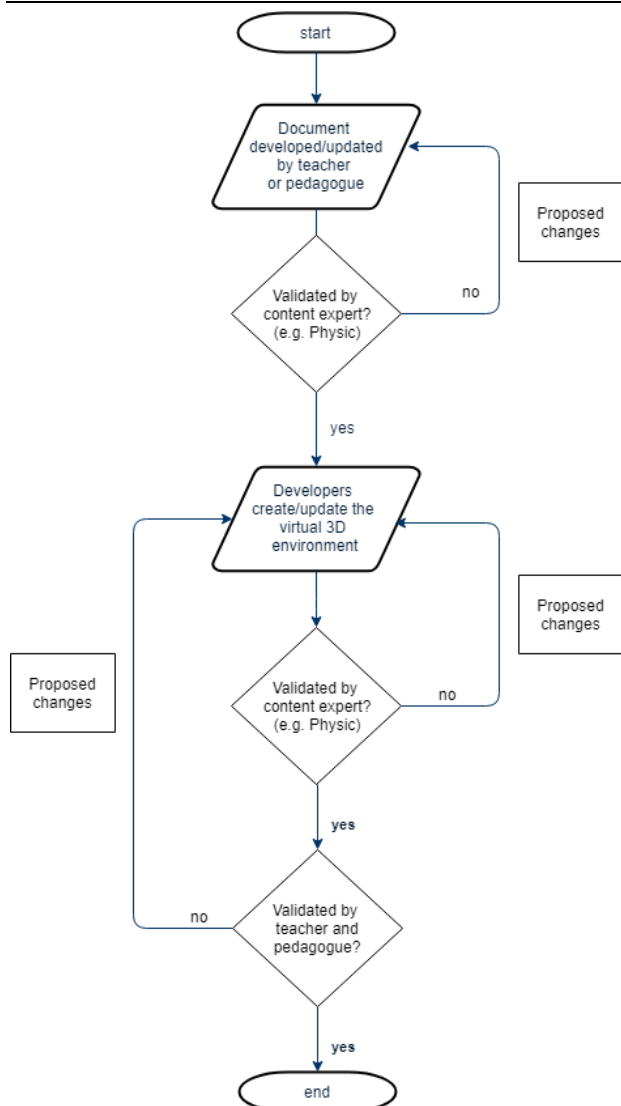 start
Document
developed/updated
by teacher
or pedagogue
Proposed
changes
Validated by
content expert?
(e.g. Physic)
no
yes
Developers
create/update the
virtual 3D
environment
Proposed
changes
Proposed
changes
Validated by
content expert?
(e.g. Physic)
no
yes
Validated by
teacher and
pedagogue?
no
yes
end